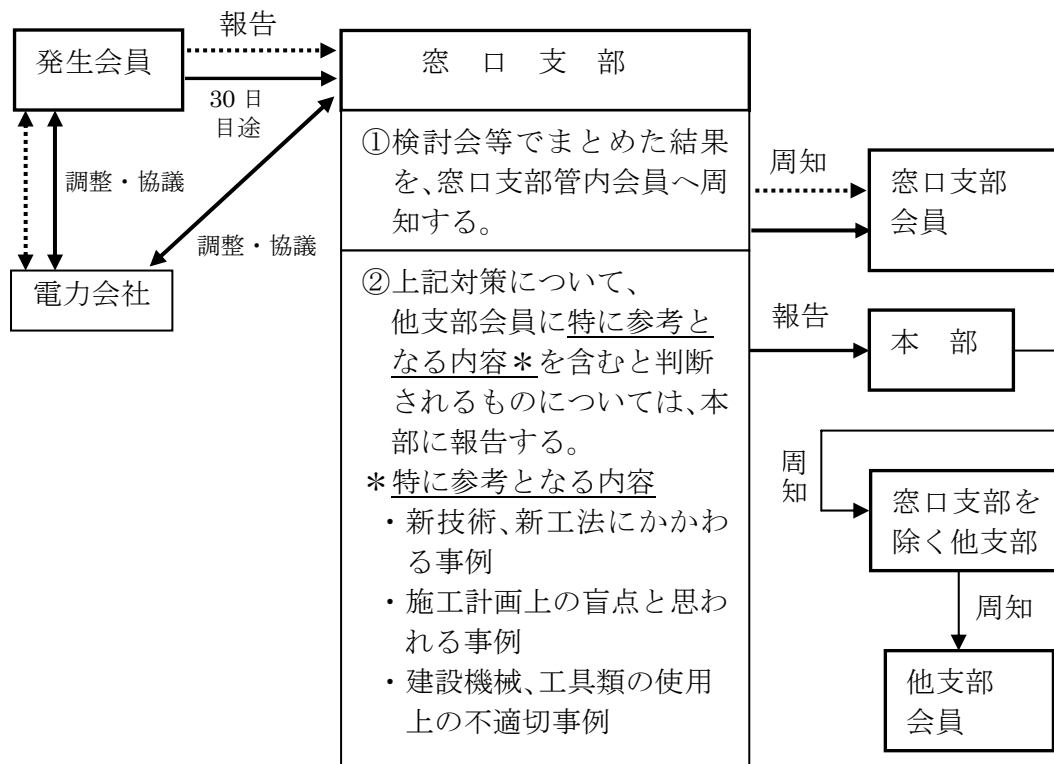 報告
発生会員
窓 口 支 部
30 日
目途
調整・協議
調整・協議
電力会社
①検討会等でまとめた結果
を、窓口支部管内会員へ周
知する。
周知
窓口支部
会員
②上記対策について、
他支部会員に特に参考と
なる内容＊を含むと判断
されるものについては、本
部に報告する。
＊特に参考となる内容
・新技術、新工法にかかわ
る事例
・施工計画上の盲点と思わ
れる事例
・建設機械、工具類の使用
上の不適切事例
報告
本 部
周知
窓口支部を
除く他支部
周知
他支部
会員